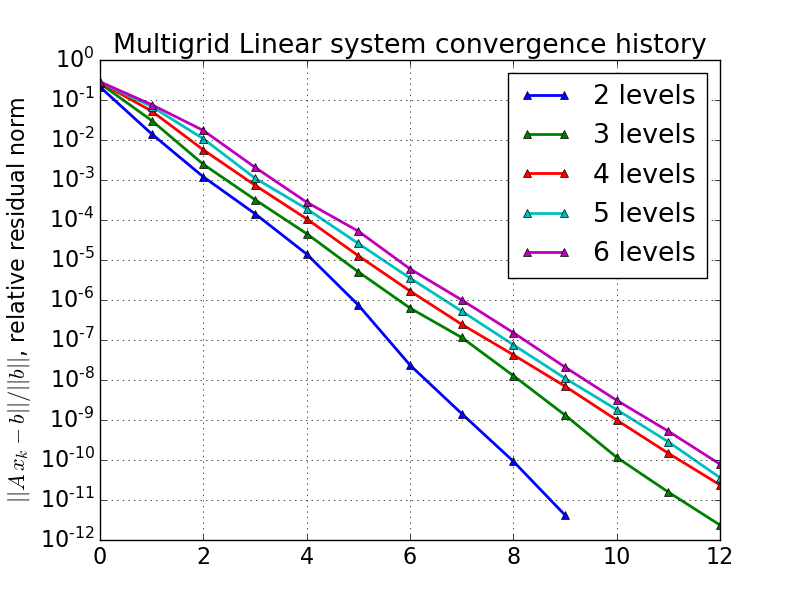 Multigrid Linear system convergence history
||Ax_k − b||/||b||, relative residual norm
10^0
10^-1
10^-2
10^-3
10^-4
10^-5
10^-6
10^-7
10^-8
10^-9
10^-10
10^-11
10^-12
2 levels
3 levels
4 levels
5 levels
6 levels
0 2 4 6 8 10 12